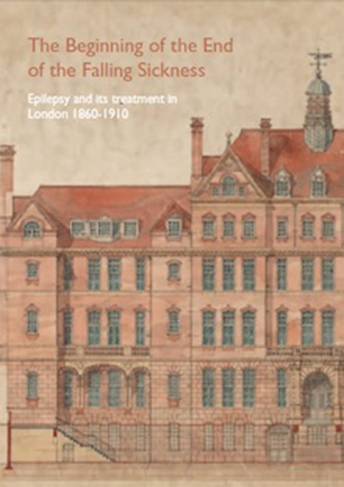 The Beginning of the End
of the Falling Sickness
Epilepsy and its treatment in
London 1860-1910